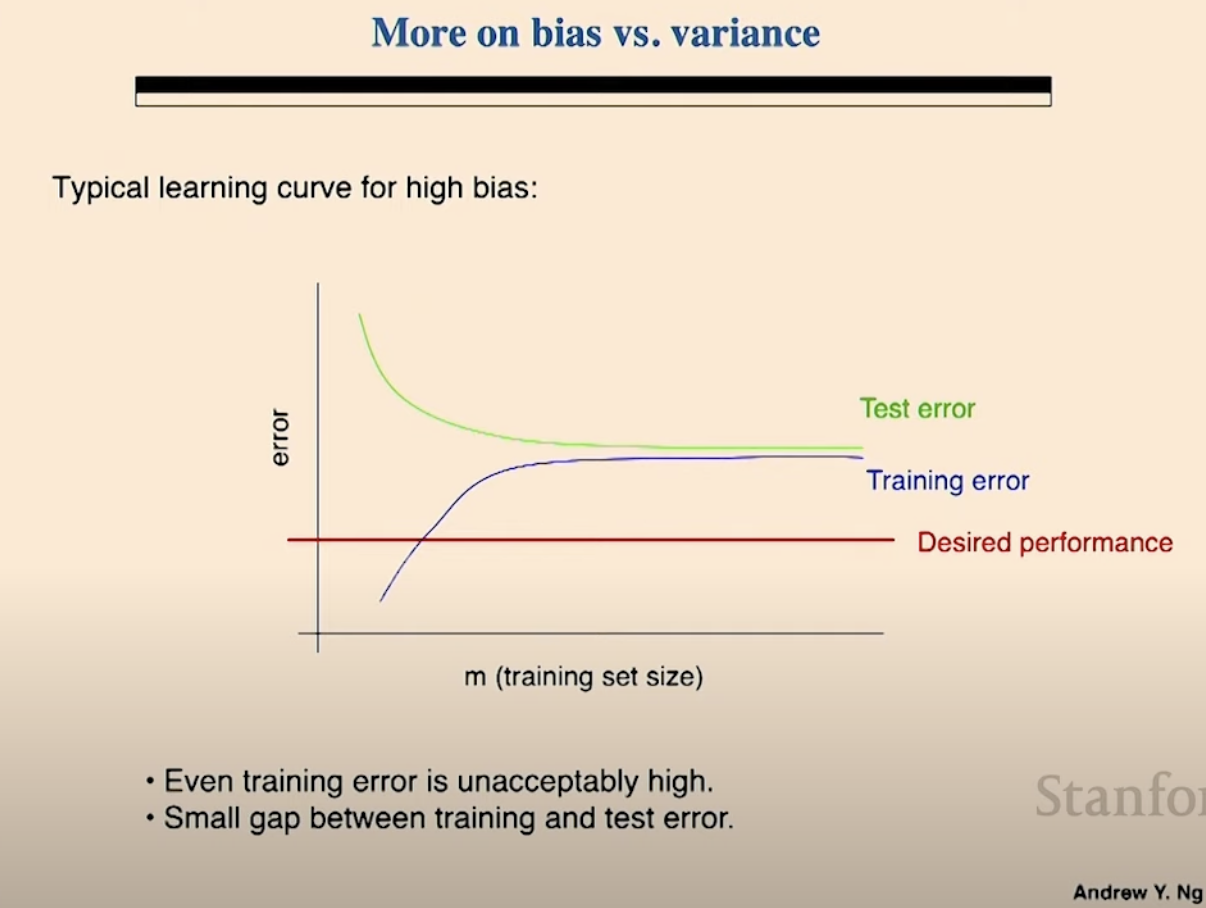 More on bias vs. variance
Typical learning curve for high bias:
error
Test error
Training error
Desired performance
m (training set size)
• Even training error is unacceptably high.
• Small gap between training and test error.
Andrew Y. Ng